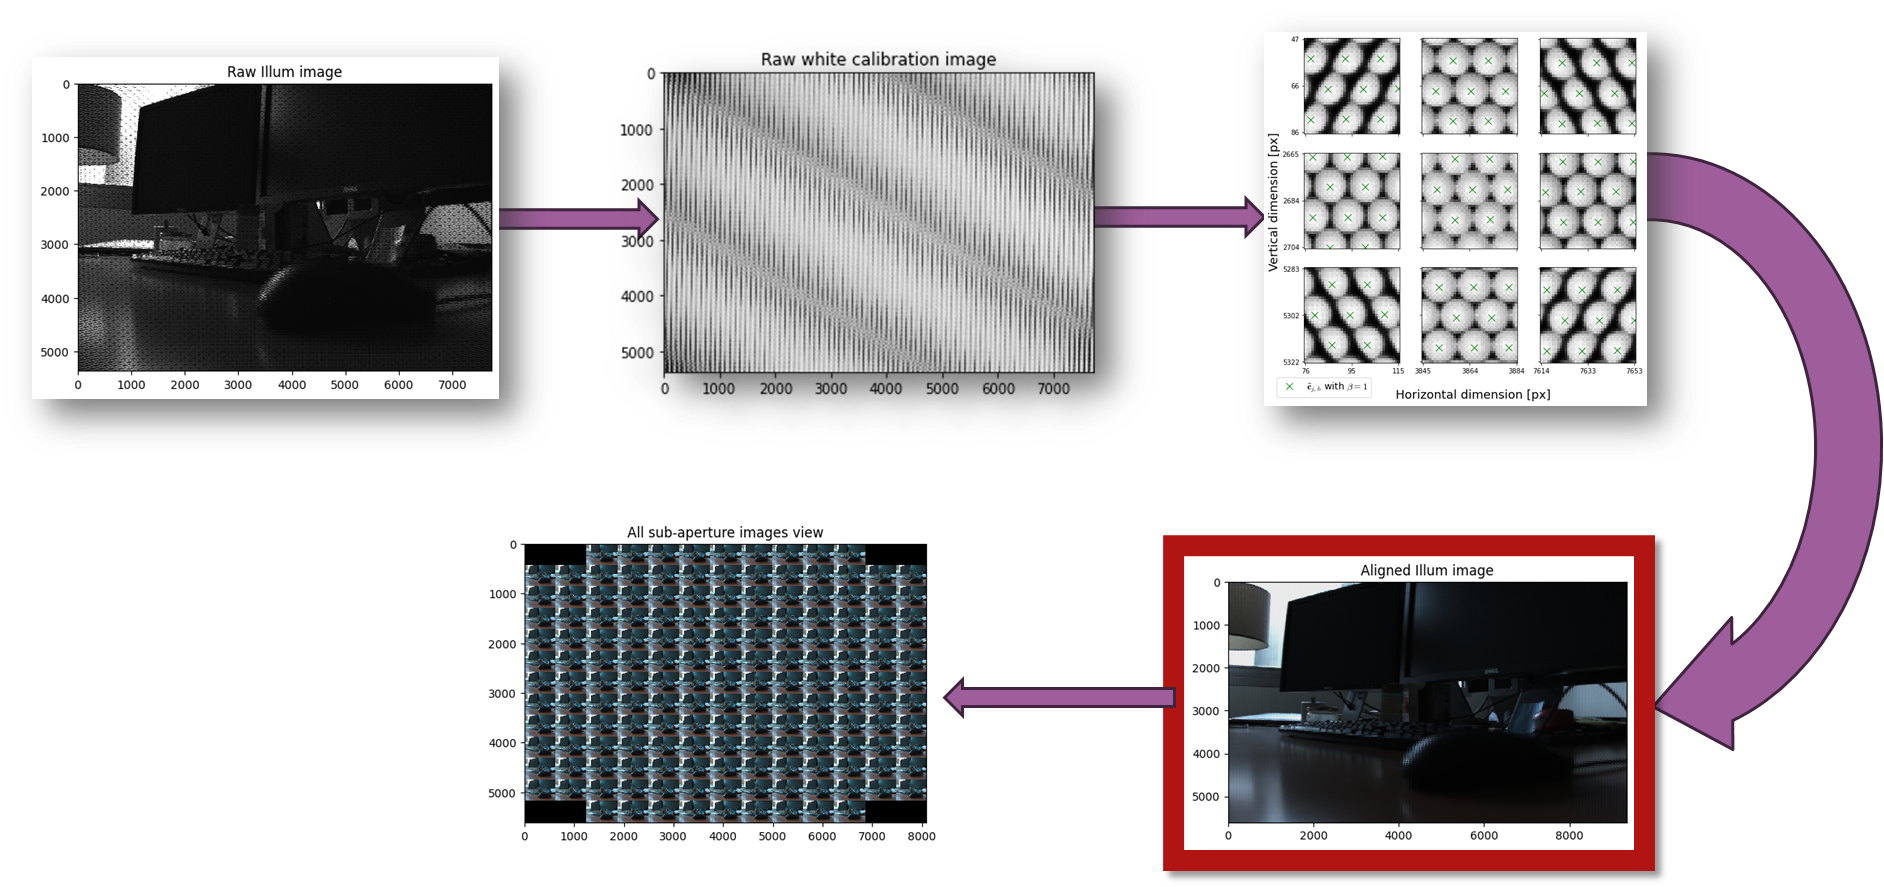 Raw Illum image
0
1000
2000
3000
4000
5000
0 1000 2000 3000 4000 5000 6000 7000
Raw white calibration image
0
1000
2000
3000
4000
5000
0 1000 2000 3000 4000 5000 6000 7000
Vertical dimension [px]
47
66
86
2665
2684
2704
5283
5302
5322
76 95 115 3845 3864 3884 7614 7633 7653
× c̃ⱼ,ₕ with β = 1
Horizontal dimension [px]
All sub-aperture images view
0
1000
2000
3000
4000
5000
0 1000 2000 3000 4000 5000 6000 7000 8000
Aligned Illum image
0
1000
2000
3000
4000
5000
0 2000 4000 6000 8000